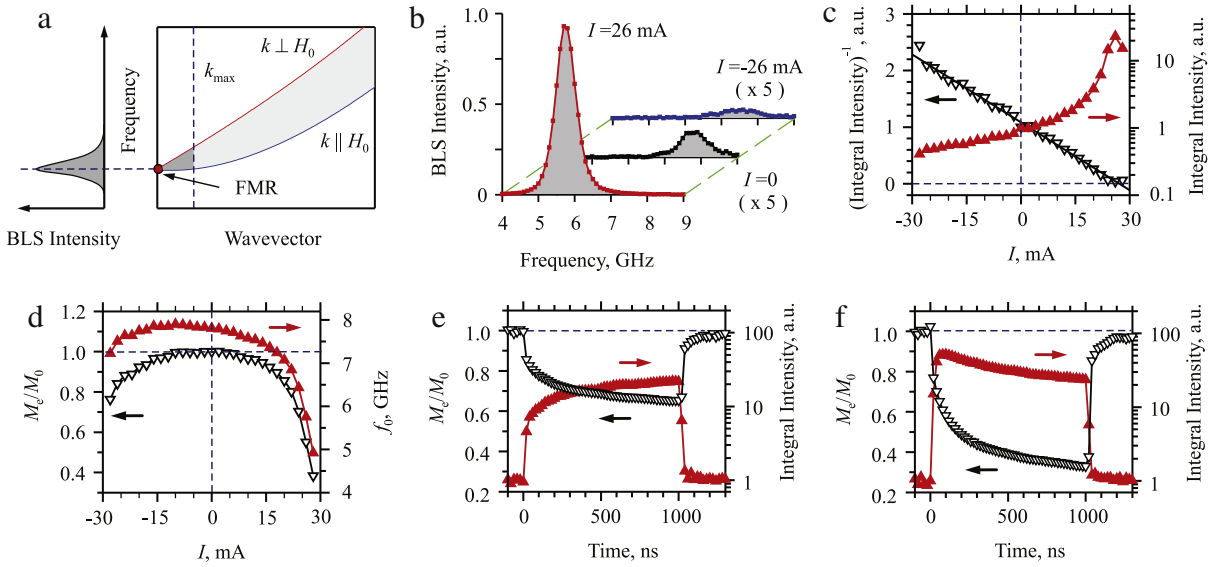 a
Frequency
k ⊥ H0
kmax
k || H0
FMR
BLS Intensity
Wavevector
b
BLS Intensity, a.u.
1.0
0.5
0
I = 26 mA
I =-26 mA
( x 5 )
I=0
( x 5 )
4 5 6 7 8 9
Frequency, GHz
c
(Integral Intensity)-1, a.u.
3
2
1
0
10
1
0.1
Integral Intensity, a.u.
-30 -15 0 15 30
I, mA
d
Me/M0
1.2
1.0
0.8
0.6
0.4
8
7
6
5
4
f0, GHz
-30 -15 0 15 30
I, mA
e
Me/M0
1.0
0.8
0.6
0.4
0.2
100
10
1
Integral Intensity, a.u.
0 500 1000
Time, ns
f
Me/M0
1.0
0.8
0.6
0.4
0.2
100
10
1
Integral Intensity, a.u.
0 500 1000
Time, ns